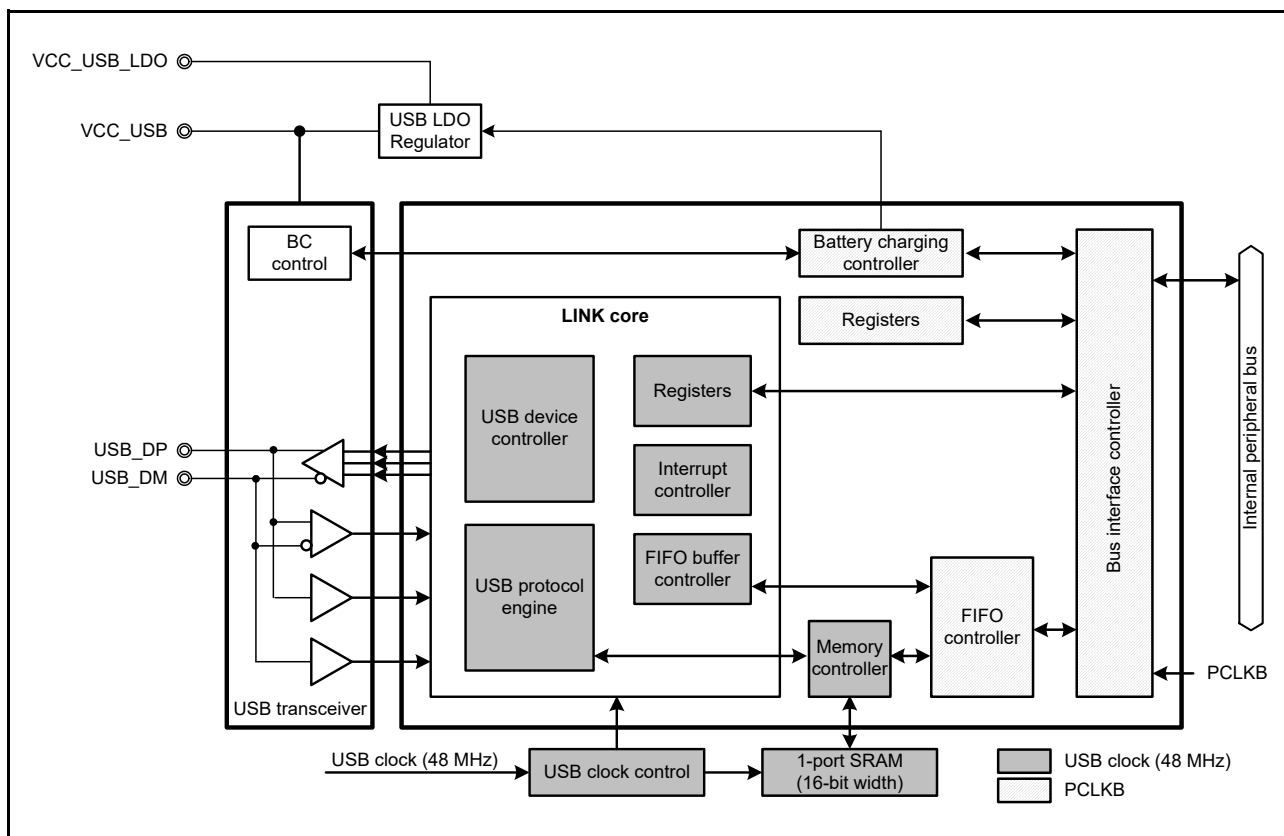 VCC_USB_LDO
VCC_USB
USB LDO
Regulator
BC
control
Battery charging
controller
LINK core
Registers
USB device
controller
Registers
Interrupt
controller
USB_DP
USB_DM
USB protocol
engine
FIFO buffer
controller
Memory
controller
FIFO
controller
Bus interface controller
Internal peripheral bus
PCLKB
USB transceiver
USB clock (48 MHz)
USB clock control
1-port SRAM
(16-bit width)
USB clock (48 MHz)
PCLKB